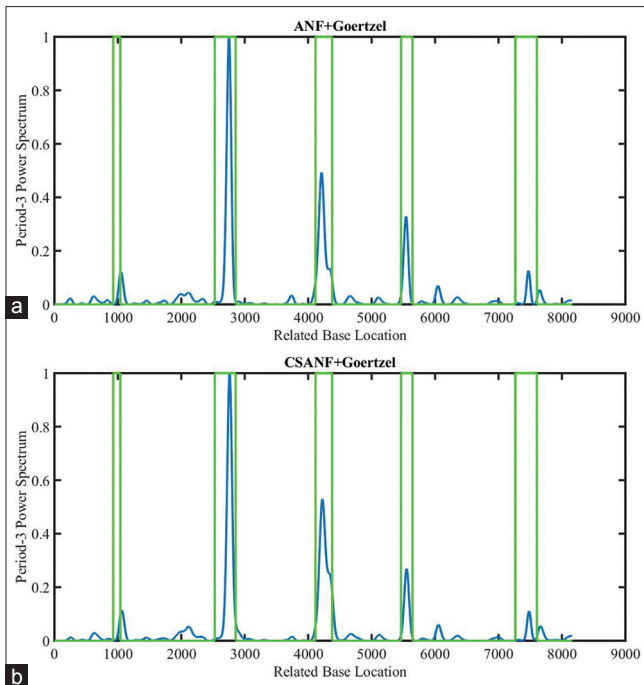 ANF+Goertzel
1
0.8
0.6
0.4
0.2
0
Period-3 Power Spectrum
0 1000 2000 3000 4000 5000 6000 7000 8000 9000
Related Base Location
a
CSANF+Goertzel
1
0.8
0.6
0.4
0.2
0
Period-3 Power Spectrum
0 1000 2000 3000 4000 5000 6000 7000 8000 9000
Related Base Location
b